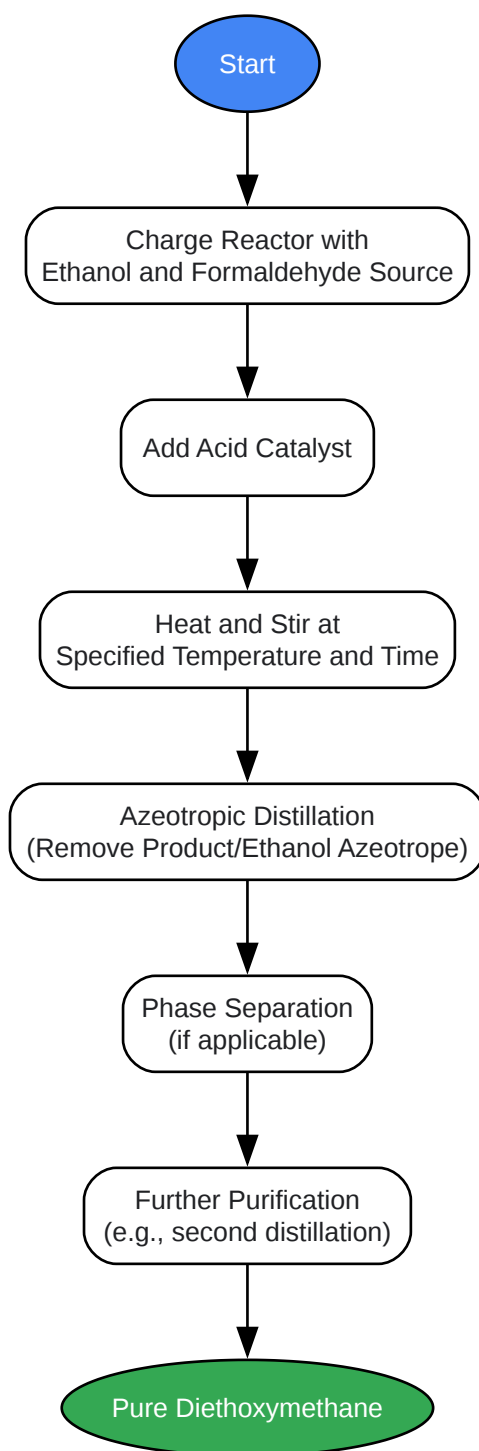 Start
Charge Reactor with
Ethanol and Formaldehyde Source
Add Acid Catalyst
Heat and Stir at
Specified Temperature and Time
Azeotropic Distillation
(Remove Product/Ethanol Azeotrope)
Phase Separation
(if applicable)
Further Purification
(e.g., second distillation)
Pure Diethoxymethane